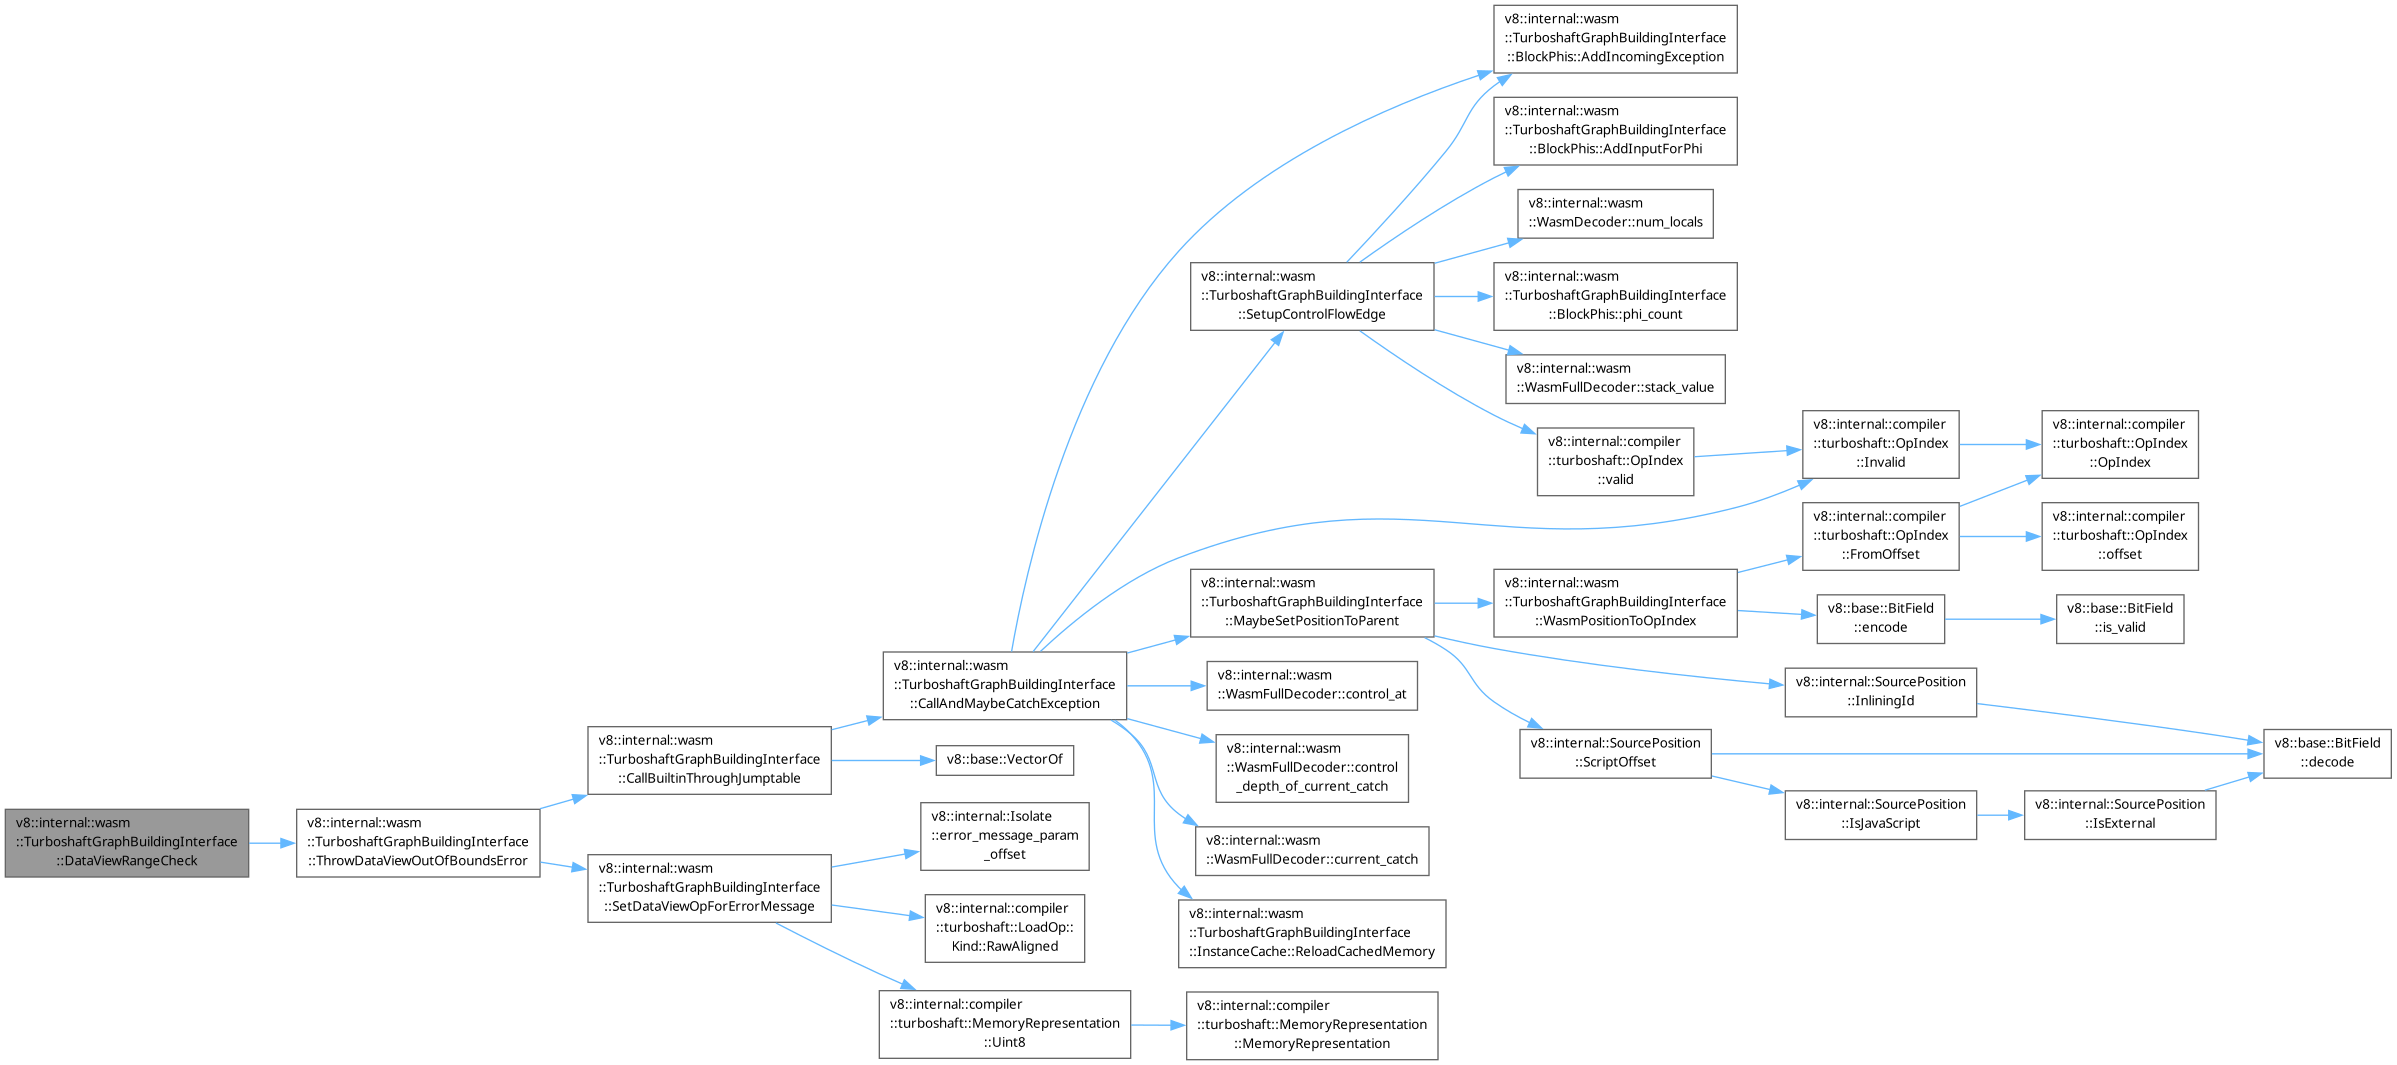 v8::internal::wasm
::TurboshaftGraphBuildingInterface
::DataViewRangeCheck
v8::internal::wasm
::TurboshaftGraphBuildingInterface
::ThrowDataViewOutOfBoundsError
v8::internal::wasm
::TurboshaftGraphBuildingInterface
::CallBuiltinThroughJumptable
v8::internal::wasm
::TurboshaftGraphBuildingInterface
::SetDataViewOpForErrorMessage
v8::internal::wasm
::TurboshaftGraphBuildingInterface
::CallAndMaybeCatchException
v8::base::VectorOf
v8::internal::Isolate
::error_message_param
_offset
v8::internal::compiler
::turboshaft::LoadOp::
Kind::RawAligned
v8::internal::compiler
::turboshaft::MemoryRepresentation
::Uint8
v8::internal::wasm
::TurboshaftGraphBuildingInterface
::SetupControlFlowEdge
v8::internal::wasm
::TurboshaftGraphBuildingInterface
::MaybeSetPositionToParent
v8::internal::wasm
::WasmFullDecoder::control_at
v8::internal::wasm
::WasmFullDecoder::control
_depth_of_current_catch
v8::internal::wasm
::WasmFullDecoder::current_catch
v8::internal::wasm
::TurboshaftGraphBuildingInterface
::InstanceCache::ReloadCachedMemory
v8::internal::compiler
::turboshaft::MemoryRepresentation
::MemoryRepresentation
v8::internal::wasm
::TurboshaftGraphBuildingInterface
::BlockPhis::AddIncomingException
v8::internal::wasm
::TurboshaftGraphBuildingInterface
::BlockPhis::AddInputForPhi
v8::internal::wasm
::WasmDecoder::num_locals
v8::internal::wasm
::TurboshaftGraphBuildingInterface
::BlockPhis::phi_count
v8::internal::wasm
::WasmFullDecoder::stack_value
v8::internal::compiler
::turboshaft::OpIndex
::valid
v8::internal::wasm
::TurboshaftGraphBuildingInterface
::WasmPositionToOpIndex
v8::internal::SourcePosition
::ScriptOffset
v8::internal::compiler
::turboshaft::OpIndex
::Invalid
v8::internal::compiler
::turboshaft::OpIndex
::FromOffset
v8::base::BitField
::encode
v8::internal::SourcePosition
::InliningId
v8::internal::SourcePosition
::IsJavaScript
v8::internal::compiler
::turboshaft::OpIndex
::OpIndex
v8::internal::compiler
::turboshaft::OpIndex
::offset
v8::base::BitField
::is_valid
v8::internal::SourcePosition
::IsExternal
v8::base::BitField
::decode